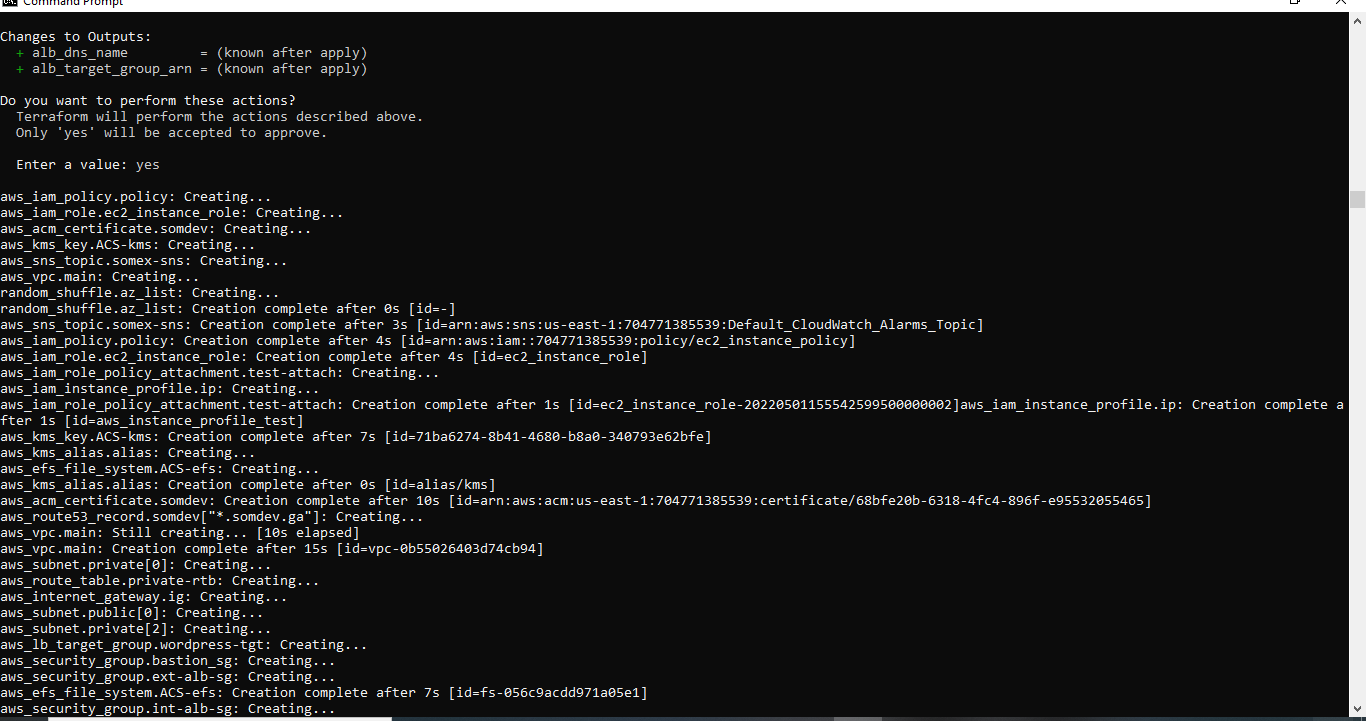 Command Prompt
Changes to Outputs:
  + alb_dns_name         = (known after apply)
  + alb_target_group_arn = (known after apply)
Do you want to perform these actions?
  Terraform will perform the actions described above.
  Only 'yes' will be accepted to approve.
  Enter a value: yes
aws_iam_policy.policy: Creating...
aws_iam_role.ec2_instance_role: Creating...
aws_acm_certificate.somdev: Creating...
aws_kms_key.ACS-kms: Creating...
aws_sns_topic.somex-sns: Creating...
aws_vpc.main: Creating...
random_shuffle.az_list: Creating...
random_shuffle.az_list: Creation complete after 0s [id=-]
aws_sns_topic.somex-sns: Creation complete after 3s [id=arn:aws:sns:us-east-1:704771385539:Default_CloudWatch_Alarms_Topic]
aws_iam_policy.policy: Creation complete after 4s [id=arn:aws:iam::704771385539:policy/ec2_instance_policy]
aws_iam_role.ec2_instance_role: Creation complete after 4s [id=ec2_instance_role]
aws_iam_role_policy_attachment.test-attach: Creating...
aws_iam_instance_profile.ip: Creating...
aws_iam_role_policy_attachment.test-attach: Creation complete after 1s [id=ec2_instance_role-20220501155542599500000002]aws_iam_instance_profile.ip: Creation complete a
fter 1s [id=aws_instance_profile_test]
aws_kms_key.ACS-kms: Creation complete after 7s [id=71ba6274-8b41-4680-b8a0-340793e62bfe]
aws_kms_alias.alias: Creating...
aws_efs_file_system.ACS-efs: Creating...
aws_kms_alias.alias: Creation complete after 0s [id=alias/kms]
aws_acm_certificate.somdev: Creation complete after 10s [id=arn:aws:acm:us-east-1:704771385539:certificate/68bfe20b-6318-4fc4-896f-e95532055465]
aws_route53_record.somdev["*.somdev.ga"]: Creating...
aws_vpc.main: Still creating... [10s elapsed]
aws_vpc.main: Creation complete after 15s [id=vpc-0b55026403d74cb94]
aws_subnet.private[0]: Creating...
aws_route_table.private-rtb: Creating...
aws_internet_gateway.ig: Creating...
aws_subnet.public[0]: Creating...
aws_subnet.private[2]: Creating...
aws_lb_target_group.wordpress-tgt: Creating...
aws_security_group.bastion_sg: Creating...
aws_security_group.ext-alb-sg: Creating...
aws_efs_file_system.ACS-efs: Creation complete after 7s [id=fs-056c9acdd971a05e1]
aws_security_group.int-alb-sg: Creating...